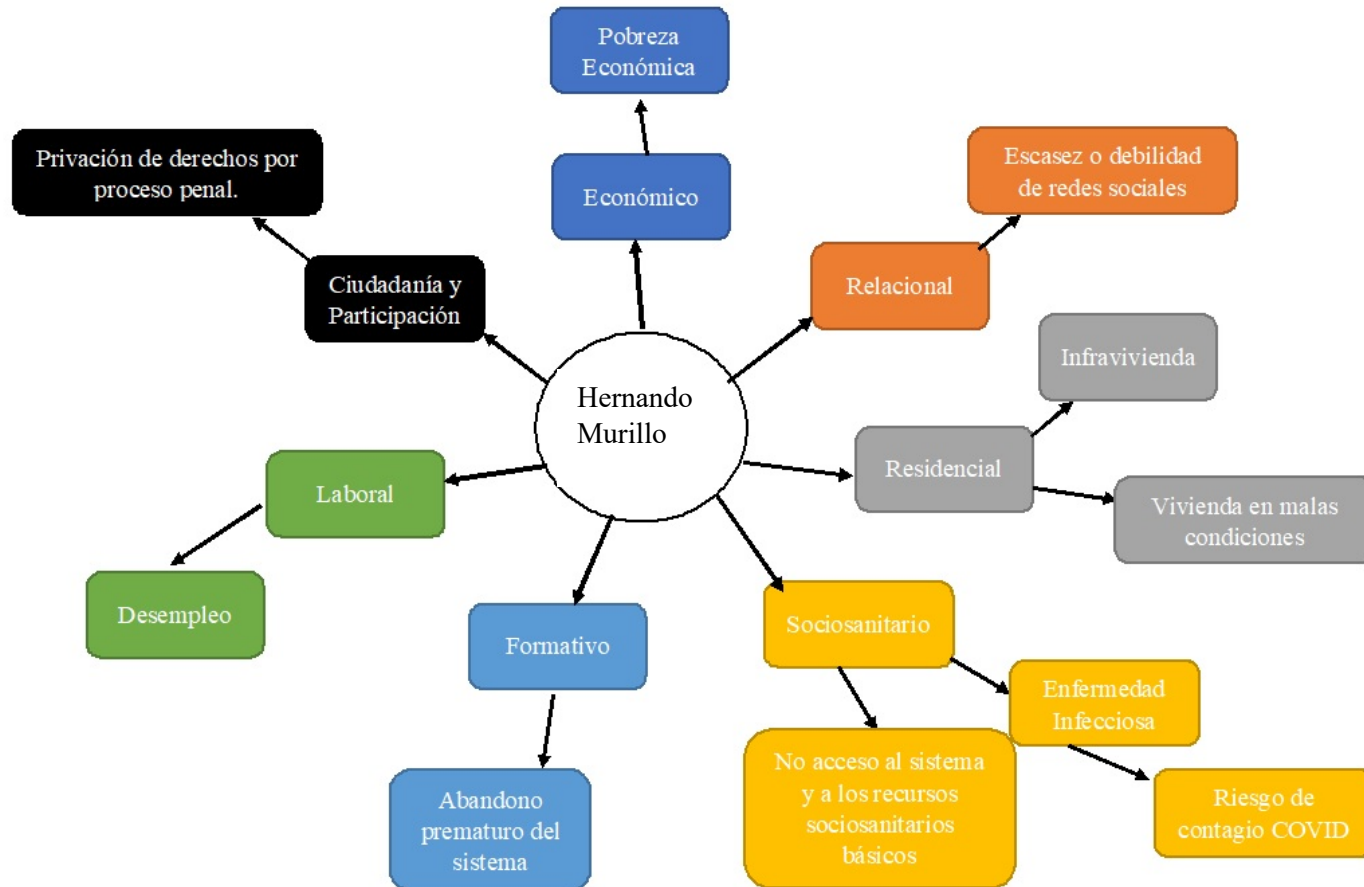 Pobreza
Económica
Privación de derechos por
proceso penal.
Escasez o debilidad
de redes sociales
Económico
Ciudadanía y
Participación
Relacional
Infravivienda
Hernando
Murillo
Residencial
Laboral
Vivienda en malas
condiciones
Desempleo
Formativo
Sociosanitario
Enfermedad
Infecciosa
No acceso al sistema
y a los recursos
sociosanitarios
básicos
Abandono
prematuro del
sistema
Riesgo de
contagio COVID